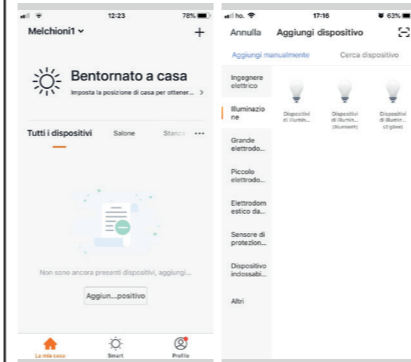 12:23
78%
Melchioni1
+
Bentornato a casa
Imposta la posizione di casa per ottener... >
Tutti i dispositivi Salone Stanza ...
Non sono ancora presenti dispositivi, aggiungi...
Aggiun...positivo
La mia casa Smart Profilo
ho. 17:16 63%
Annulla Aggiungi dispositivo
Aggiungi manualmente Cerca dispositivo
Ingegnere
elettrico
Illuminazio
ne
Dispositivi
di illumin...
Dispositivi
di illumin...
(bluetooth)
Dispositivi
di illumin...
(zigbee)
Grande
elettrodo...
Piccolo
elettrodo...
Elettrodom
estico da...
Sensore di
protezion...
Dispositivo
indossabi...
Altri